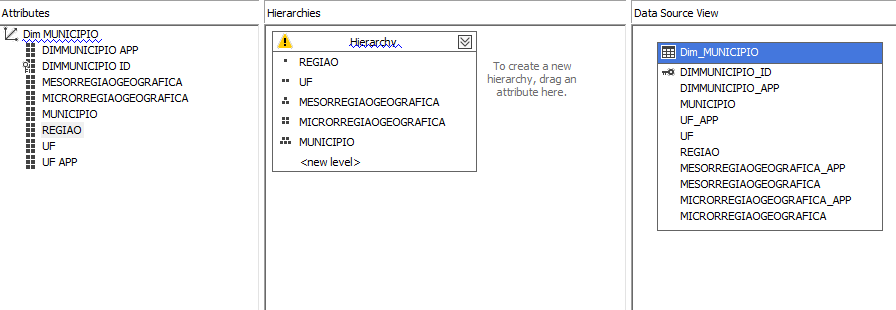 Attributes
Dim MUNICIPIO
DIMMUNICIPIO APP
DIMMUNICIPIO ID
MESORREGIAOGEOGRAFICA
MICRORREGIAOGEOGRAFICA
MUNICIPIO
REGIAO
UF
UF APP
Hierarchies
Hierarchy
REGIAO
UF
MESORREGIAOGEOGRAFICA
MICRORREGIAOGEOGRAFICA
MUNICIPIO
<new level>
To create a new
hierarchy, drag an
attribute here.
Data Source View
Dim_MUNICIPIO
DIMMUNICIPIO_ID
DIMMUNICIPIO_APP
MUNICIPIO
UF_APP
UF
REGIAO
MESORREGIAOGEOGRAFICA_APP
MESORREGIAOGEOGRAFICA
MICRORREGIAOGEOGRAFICA_APP
MICRORREGIAOGEOGRAFICA